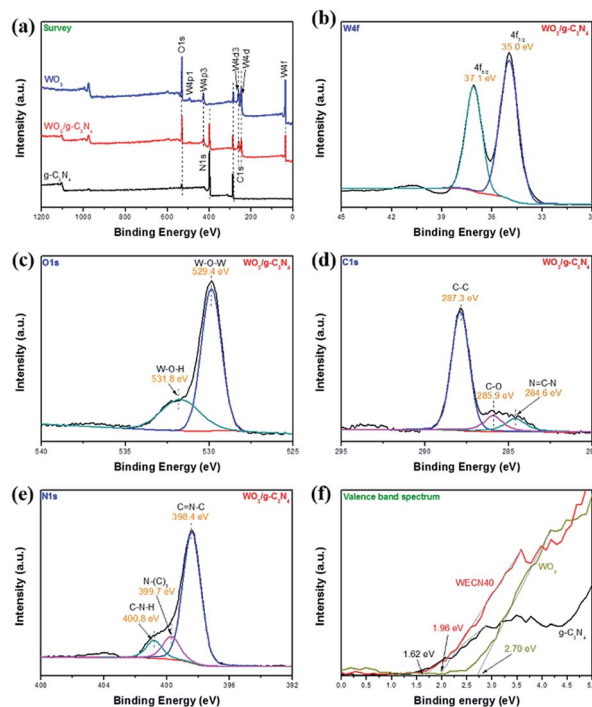 (a)
Survey
O1s
W4p1
W4p3
W4d3
W4d
W4f
WO₃
WO₃/g-C₃N₄
g-C₃N₄
N1s
C1s
Intensity (a.u.)
1200 1000 800 600 400 200 0
Binding Energy (eV)
(b)
W4f
WO₃/g-C₃N₄
4f₇/₂
35.0 eV
37.1 eV
Intensity (a.u.)
45 42 39 36 33 30
Binding Energy (eV)
(c)
O1s
WO₃/g-C₃N₄
W-O-W
529.4 eV
W-O-H
531.8 eV
Intensity (a.u.)
540 535 530 525
Binding Energy (eV)
(d)
C1s
WO₃/g-C₃N₄
C-C
287.3 eV
C-O
285.9 eV
N=C-N
284.6 eV
Intensity (a.u.)
295 290 285 280
Binding Energy (eV)
(e)
N1s
WO₃/g-C₃N₄
C=N-C
398.4 eV
N-(C)₃
399.7 eV
C-N-H
400.8 eV
Intensity (a.u.)
408 404 400 396 392
Binding Energy (eV)
(f)
Valence band spectrum
WECN40
WO₃
g-C₃N₄
1.96 eV
1.62 eV
2.70 eV
Intensity (a.u.)
0.0 0.5 1.0 1.5 2.0 2.5 3.0 3.5 4.0 4.5 5.0
Binding Energy (eV)